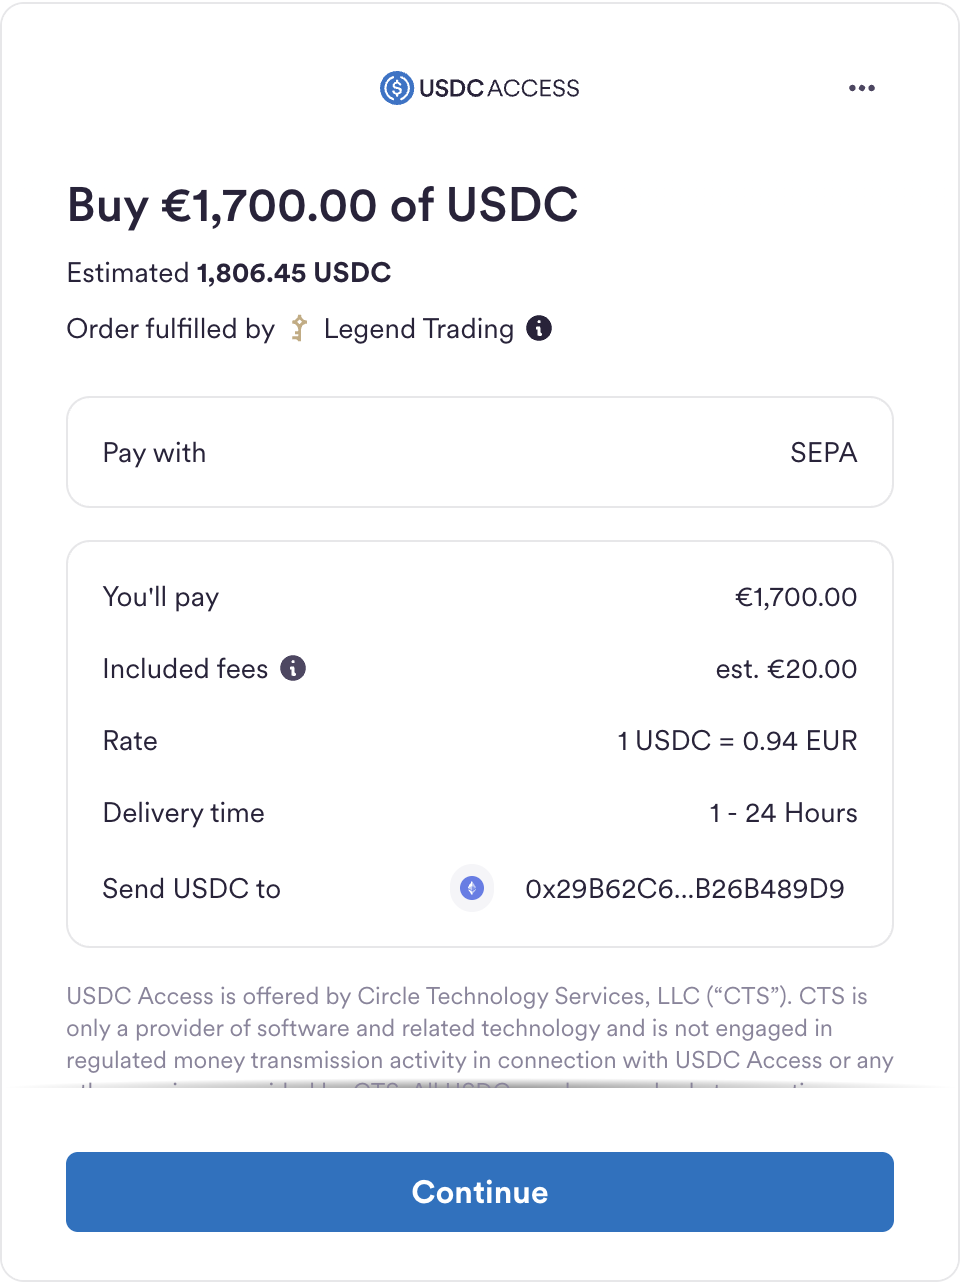 USDC ACCESS
Buy €1,700.00 of USDC
Estimated 1,806.45 USDC
Order fulfilled by Legend Trading
Pay with SEPA
You'll pay €1,700.00
Included fees est. €20.00
Rate 1 USDC = 0.94 EUR
Delivery time 1 - 24 Hours
Send USDC to 0x29B62C6...B26B489D9
USDC Access is offered by Circle Technology Services, LLC (“CTS”). CTS is
only a provider of software and related technology and is not engaged in
regulated money transmission activity in connection with USDC Access or any
Continue